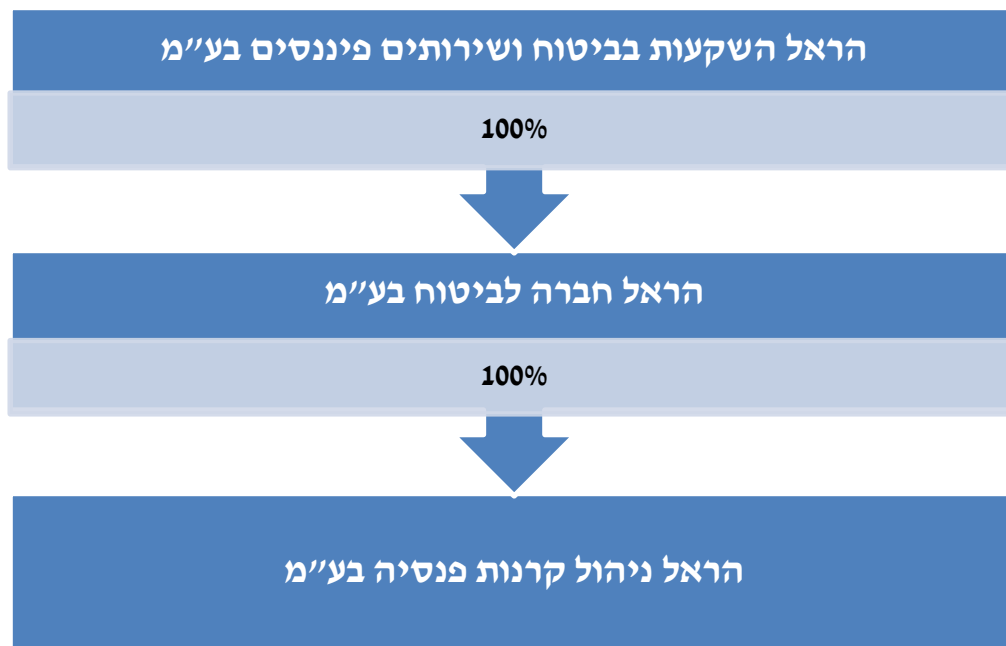 הראל השקעות בביטוח ושירותים פיננסים בע״מ
100%
הראל חברה לביטוח בע״מ
100%
הראל ניהול קרנות פנסיה בע״מ